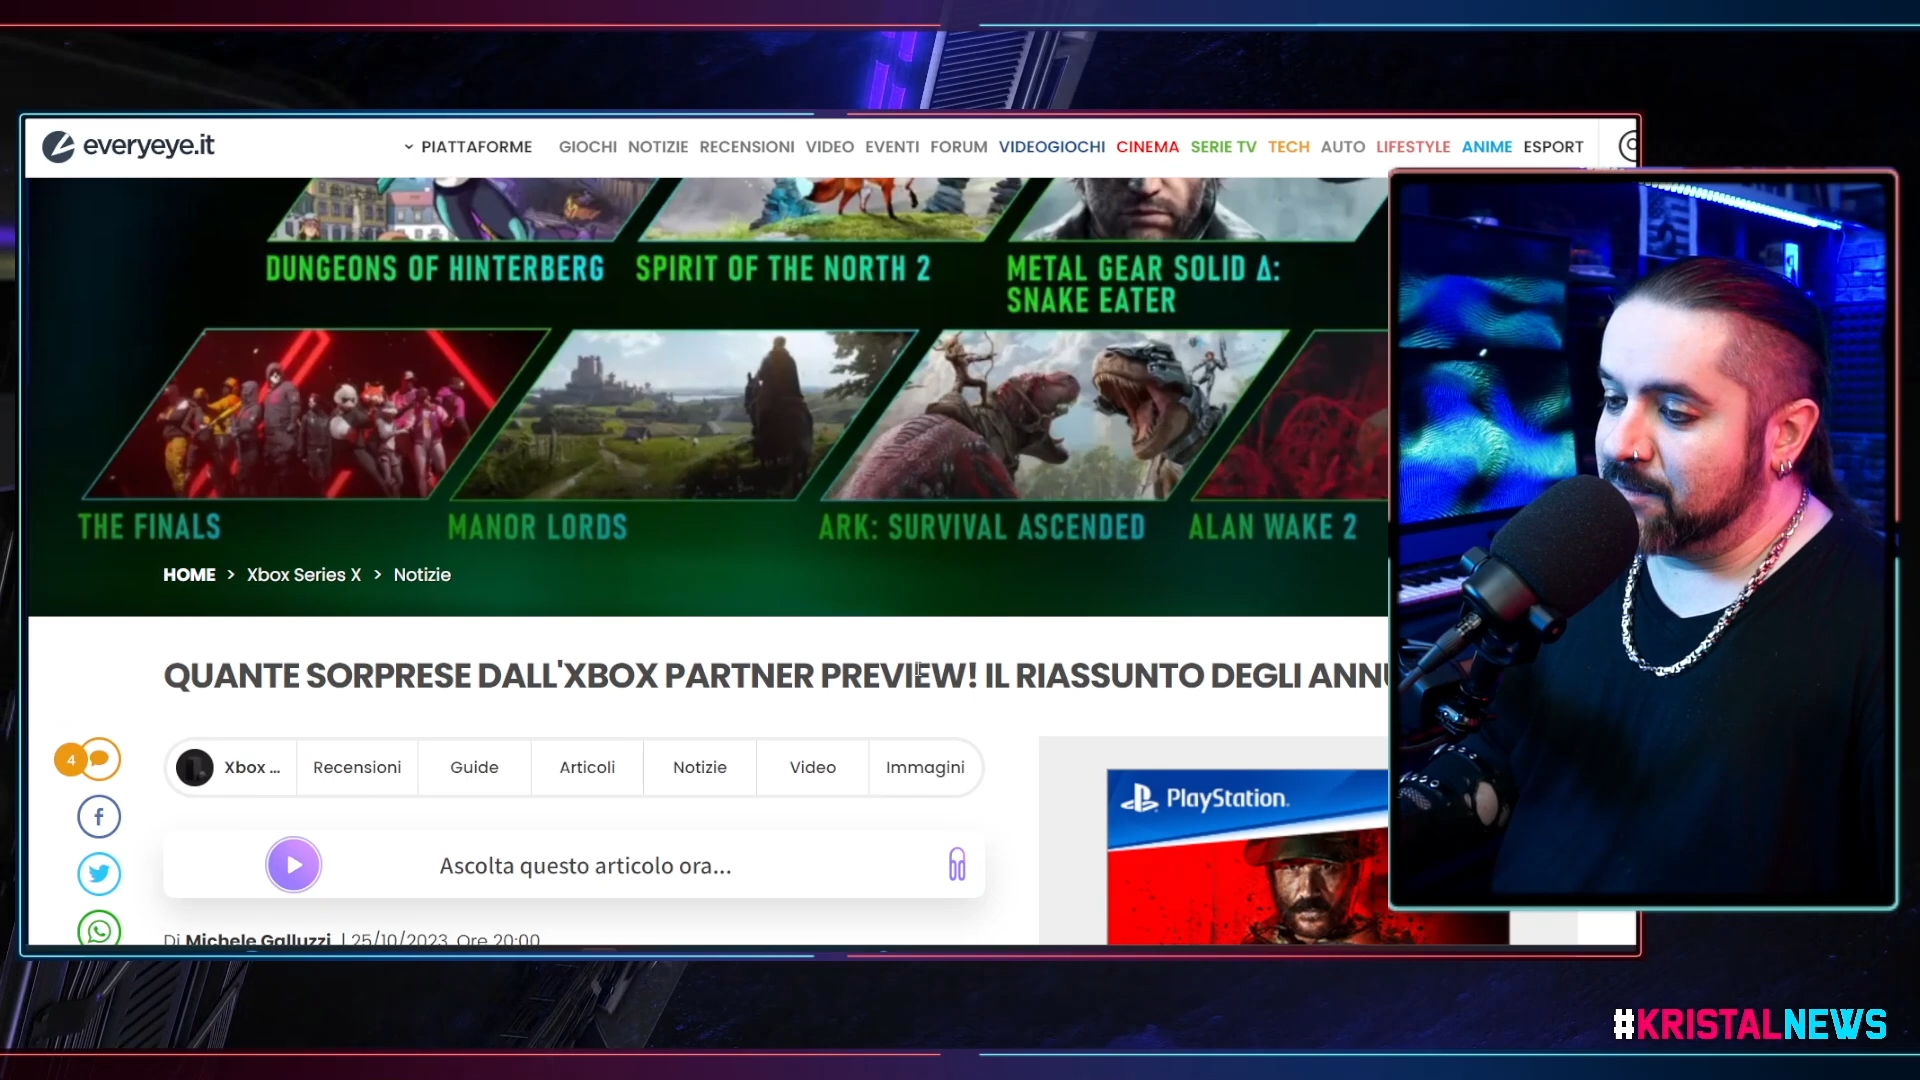 everyeye.it
PIATTAFORME GIOCHI NOTIZIE RECENSIONI VIDEO EVENTI FORUM VIDEOGIOCHI CINEMA SERIE TV TECH AUTO LIFESTYLE ANIME ESPORT
DUNGEONS OF HINTERBERG
SPIRIT OF THE NORTH 2
METAL GEAR SOLID Δ:
SNAKE EATER
THE FINALS
MANOR LORDS
ARK: SURVIVAL ASCENDED
ALAN WAKE 2
HOME > Xbox Series X > Notizie
QUANTE SORPRESE DALL'XBOX PARTNER PREVIEW! IL RIASSUNTO DEGLI
4
Xbox ... Recensioni Guide Articoli Notizie Video Immagini
PlayStation.
Ascolta questo articolo ora...
Di Michele Galluzzi | 25/10/2023, Ore 20:00
#KRISTALNEWS